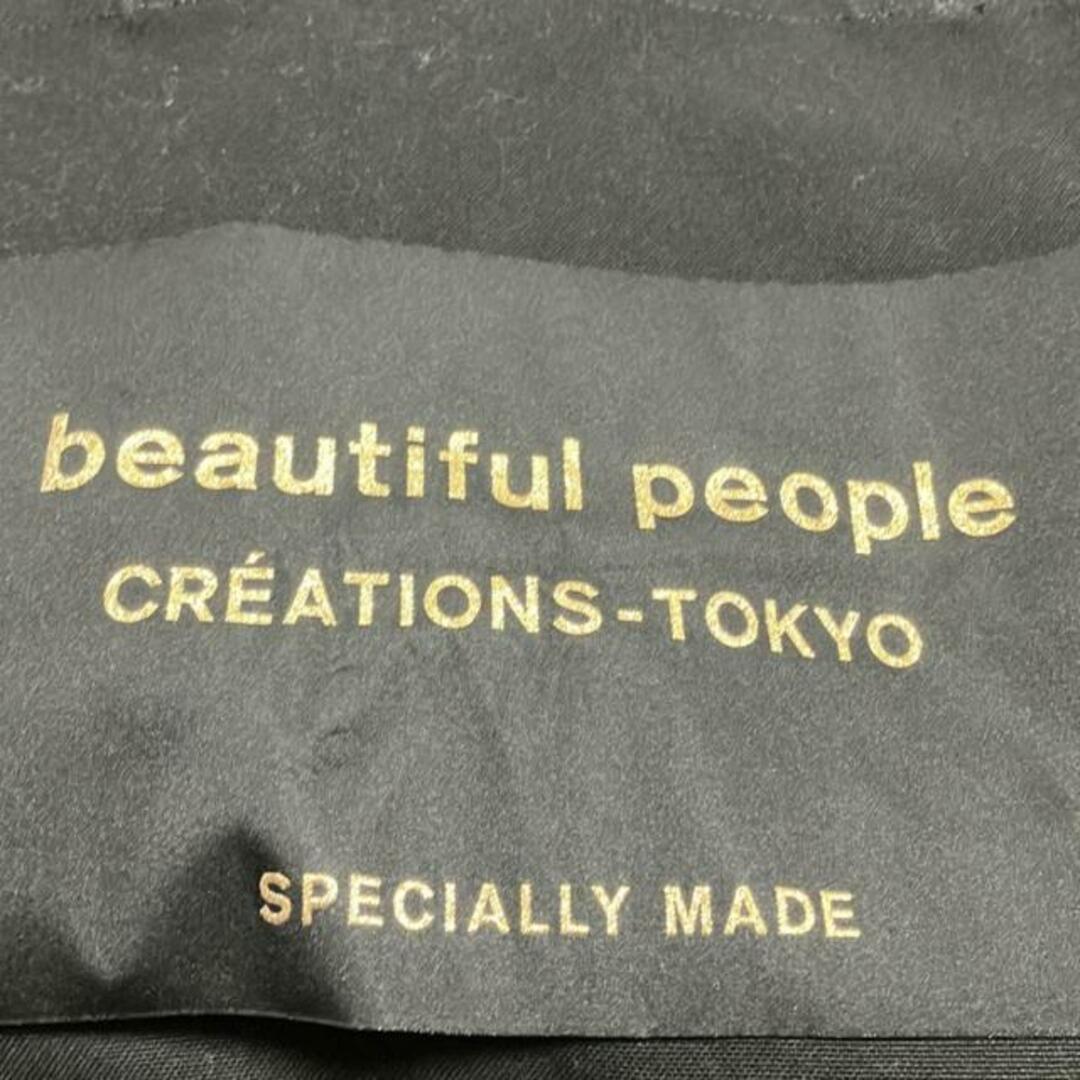 beautiful people
CRÉATIONS-TOKYO
SPECIALLY MADE